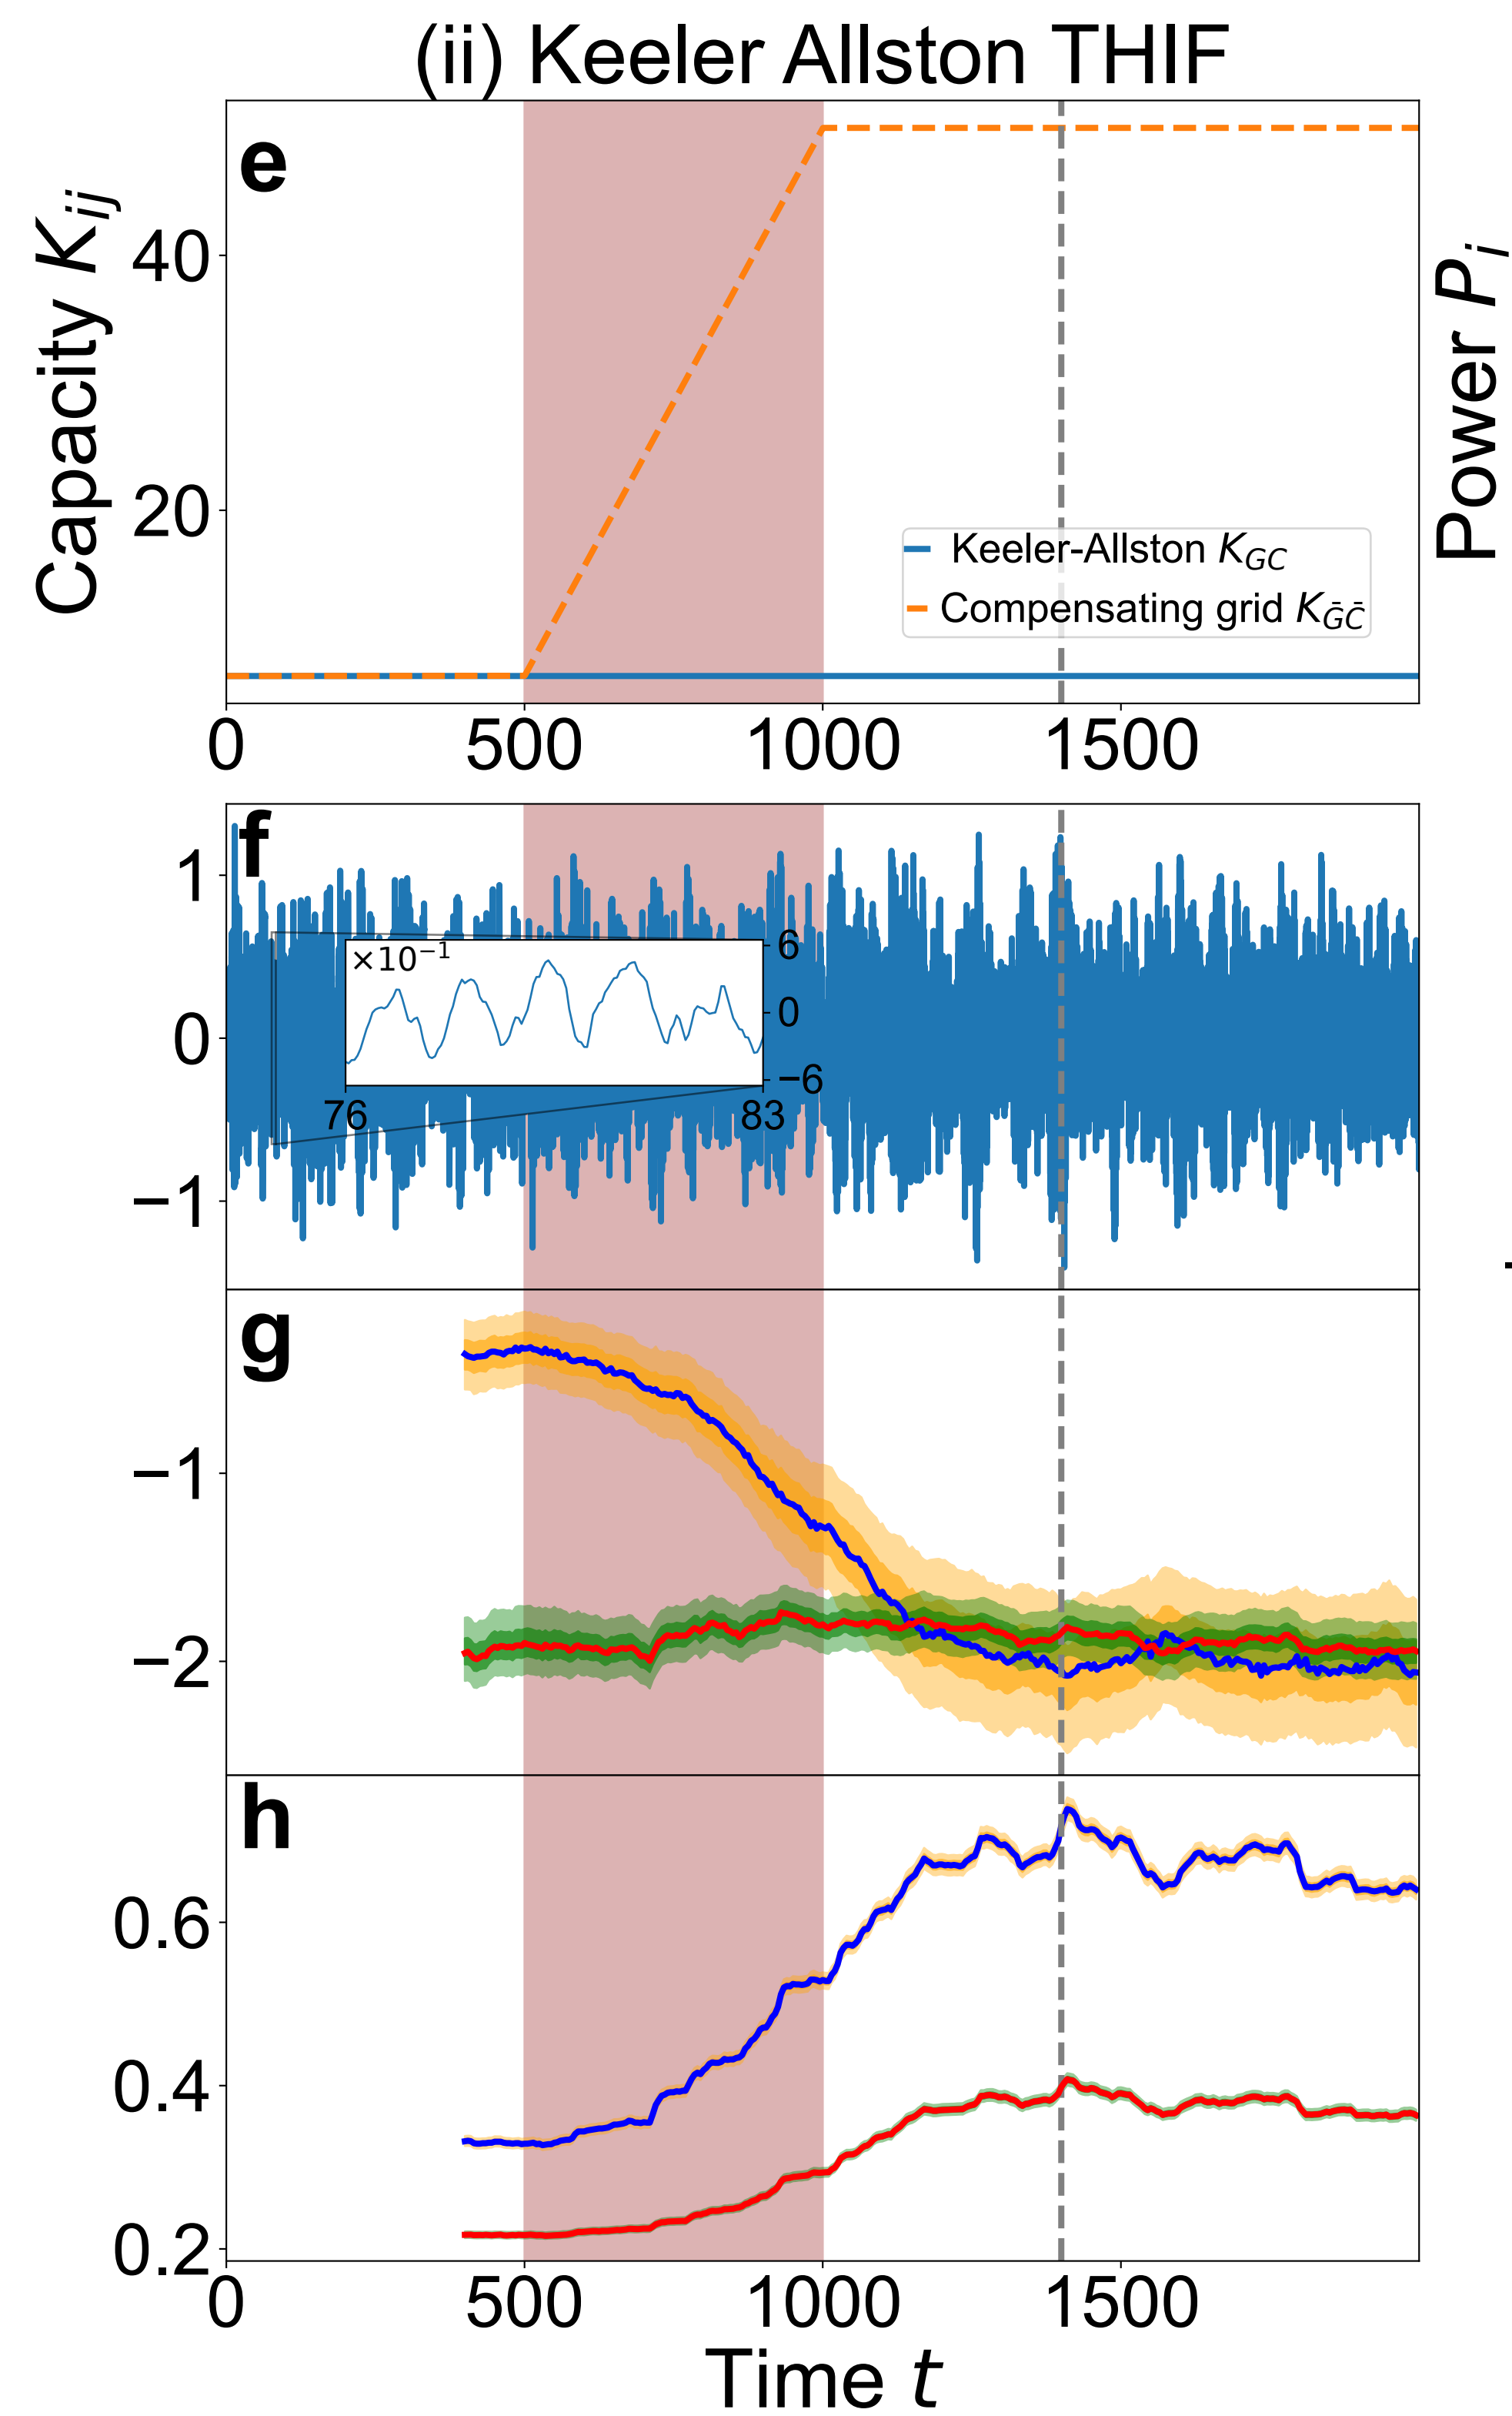 (ii) Keeler Allston THIF
e
Capacity K_{ij}
40
20
Keeler-Allston K_{GC}
Compensating grid K_{ḠC̄}
0 500 1000 1500
Power P_i
f
1
0
−1
×10^{−1}
6
0
−6
76 83
g
−1
−2
h
0.6
0.4
0.2
0 500 1000 1500
Time t